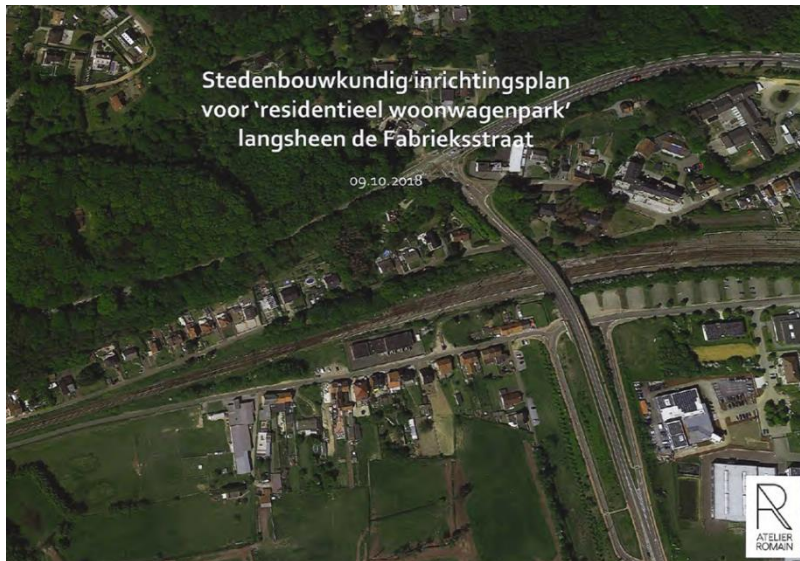 Stedenbouwkundig inrichtingsplan
voor ‘residentieel woonwagenpark’
langsheen de Fabrieksstraat
09.10.2018
ATELIER
ROMAIN